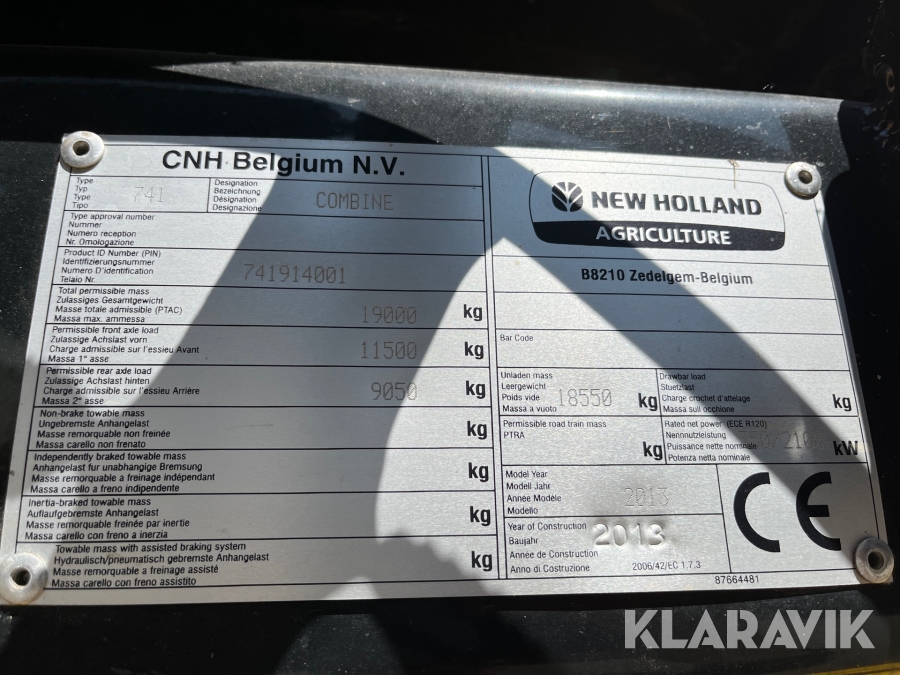 CNH Belgium N.V.
Type
Typ
Type
Tipo
741
Designation
Bezeichnung
Désignation
Designazione
COMBINE
Type approval number
Nummer
Numero reception
Nr. Omologazione
Product ID Number (PIN)
Identifizierungsnummer
Numero D'identification
Telaio Nr.
741914001
Total permissible mass
Zulassiges Gesamtgewicht
Masse totale admissible (PTAC)
Massa max. ammessa
19000 kg
Permissible front axle load
Zulassige Achslast vorn
Charge admissible sur l'essieu Avant
Massa 1° asse
11500 kg
Permissible rear axle load
Zulässige Achslast hinten
Charge admissible sur l'essieu Arrière
Massa 2° asse
9050 kg
Non-brake towable mass
Ungebremste Anhangelast
Masse remorquable non freinée
Massa carello non frenato
kg
Independently braked towable mass
Anhangelast fur unabhangige Bremsung
Masse remorquable a freinage indépendant
Massa carello a freno indipendente
kg
Inertia-braked towable mass
Auflaufgebremste Anhangelast
Masse remorquable freinée par inertie
Massa carello con freno a inerzia
kg
Towable mass with assisted braking system
Hydraulisch/pneumatisch gebremste Anhängelast
Masse remorquable a freinage assisté
Massa carello con freno assistito
kg
NEW HOLLAND
AGRICULTURE
B8210 Zedelgem-Belgium
Bar Code
Unladen mass
Leergewicht
Poids vide
Massa a vuoto
18550 kg
Drawbar load
Stuetzlast
Charge crochet d'attelage
Massa sull occhione
kg
Permissible road train mass
PTRA
kg
Rated net power (ECE R120)
Nennnutzleistung
Puissance nette nominale
Potenza netta nominale
210 kW
Model Year
Modell Jahr
Année Modele
Modello
2013
Year of Construction
Baujahr
Année de Construction
Anno di Costruzione
2013
2006/42/EC 1.7.3
CE
87664481
KLARAVIK